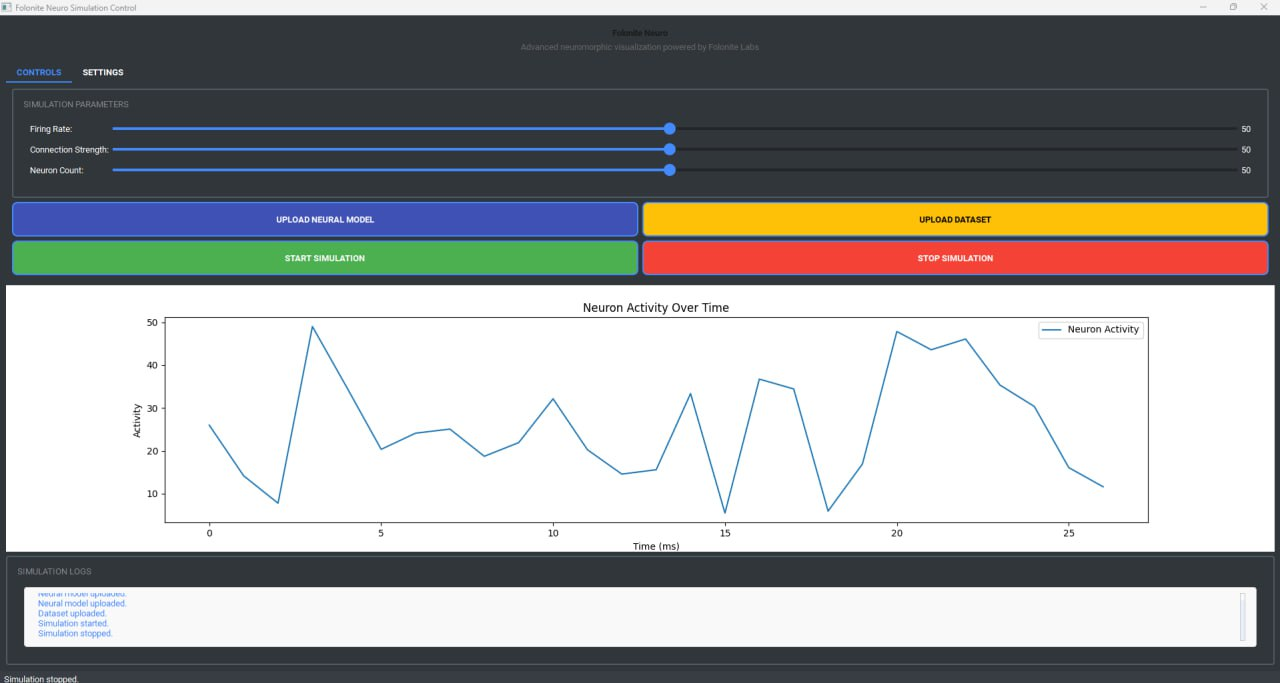 Folonite Neuro Simulation Control
Folonite Neuro
Advanced neuromorphic visualization powered by Folonite Labs
CONTROLS SETTINGS
SIMULATION PARAMETERS
Firing Rate: 50
Connection Strength: 50
Neuron Count: 50
UPLOAD NEURAL MODEL UPLOAD DATASET
START SIMULATION STOP SIMULATION
Neuron Activity Over Time
Neuron Activity
50
40
30
20
10
Activity
0 5 10 15 20 25
Time (ms)
SIMULATION LOGS
Neural model uploaded.
Neural model uploaded.
Dataset uploaded.
Simulation started.
Simulation stopped.
Simulation stopped.